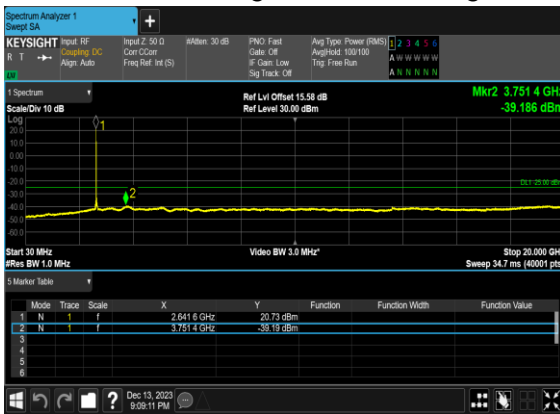 Spectrum Analyzer 1
Swept SA
+
KEYSIGHT Input: RF Input Z: 50 Ω #Atten: 30 dB PNO: Fast Avg Type: Power (RMS) 1 2 3 4 5 6
R T Coupling: DC Corr CCorr Gate: Off Avg|Hold: 100/100 A W W W W W
Align: Auto Freq Ref: Int (S) IF Gain: Low Trig: Free Run
Sig Track: Off A N N N N N
1 Spectrum Ref Lvl Offset 15.58 dB Mkr2 3.751 4 GHz
Scale/Div 10 dB Ref Level 30.00 dBm -39.186 dBm
Log
20.0
10.0
0.00
-10.0
-20.0
-30.0
-40.0
-50.0
-60.0
1
2
DL1 -25.00 dBm
Start 30 MHz Video BW 3.0 MHz* Stop 20.000 GHz
#Res BW 1.0 MHz Sweep 34.7 ms (40001 pts)
5 Marker Table
Mode Trace Scale X Y Function Function Width Function Value
1 N 1 f 2.641 6 GHz 20.73 dBm
2 N 1 f 3.751 4 GHz -39.19 dBm
3
4
5
6
? Dec 13, 2023
9:09:11 PM